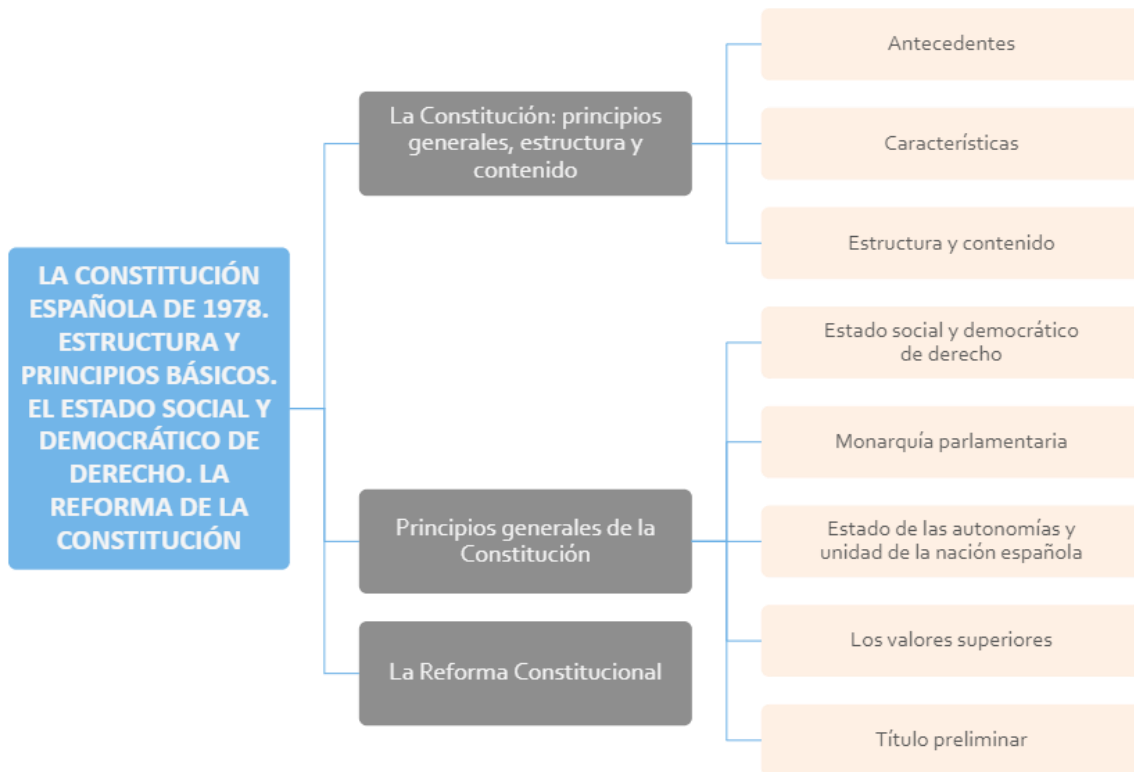 LA CONSTITUCIÓN
ESPAÑOLA DE 1978.
ESTRUCTURA Y
PRINCIPIOS BÁSICOS.
EL ESTADO SOCIAL Y
DEMOCRÁTICO DE
DERECHO. LA
REFORMA DE LA
CONSTITUCIÓN
La Constitución: principios
generales, estructura y
contenido
Antecedentes
Características
Estructura y contenido
Principios generales de la
Constitución
Estado social y democrático
de derecho
Monarquía parlamentaria
Estado de las autonomías y
unidad de la nación española
Los valores superiores
Título preliminar
La Reforma Constitucional